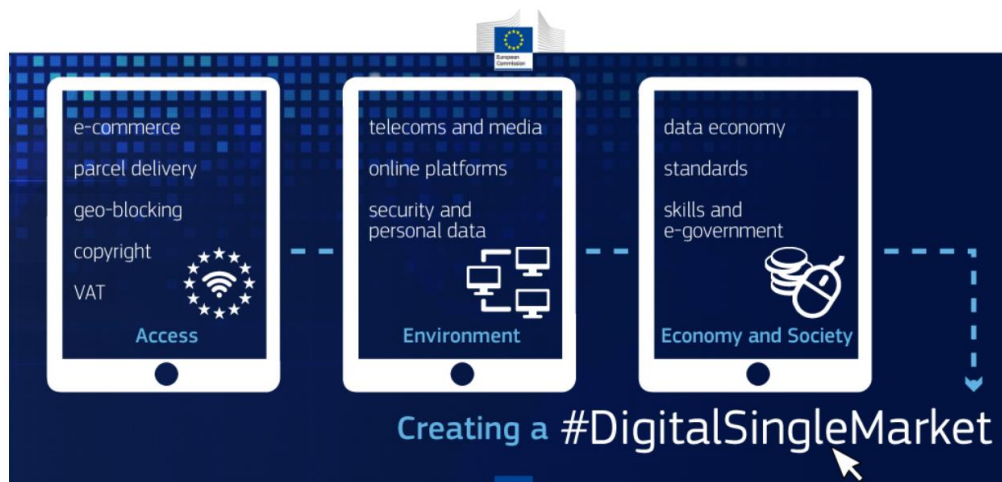 European
Commission
e-commerce
parcel delivery
geo-blocking
copyright
VAT
Access
telecoms and media
online platforms
security and
personal data
Environment
data economy
standards
skills and
e-government
Economy and Society
Creating a #DigitalSingleMarket